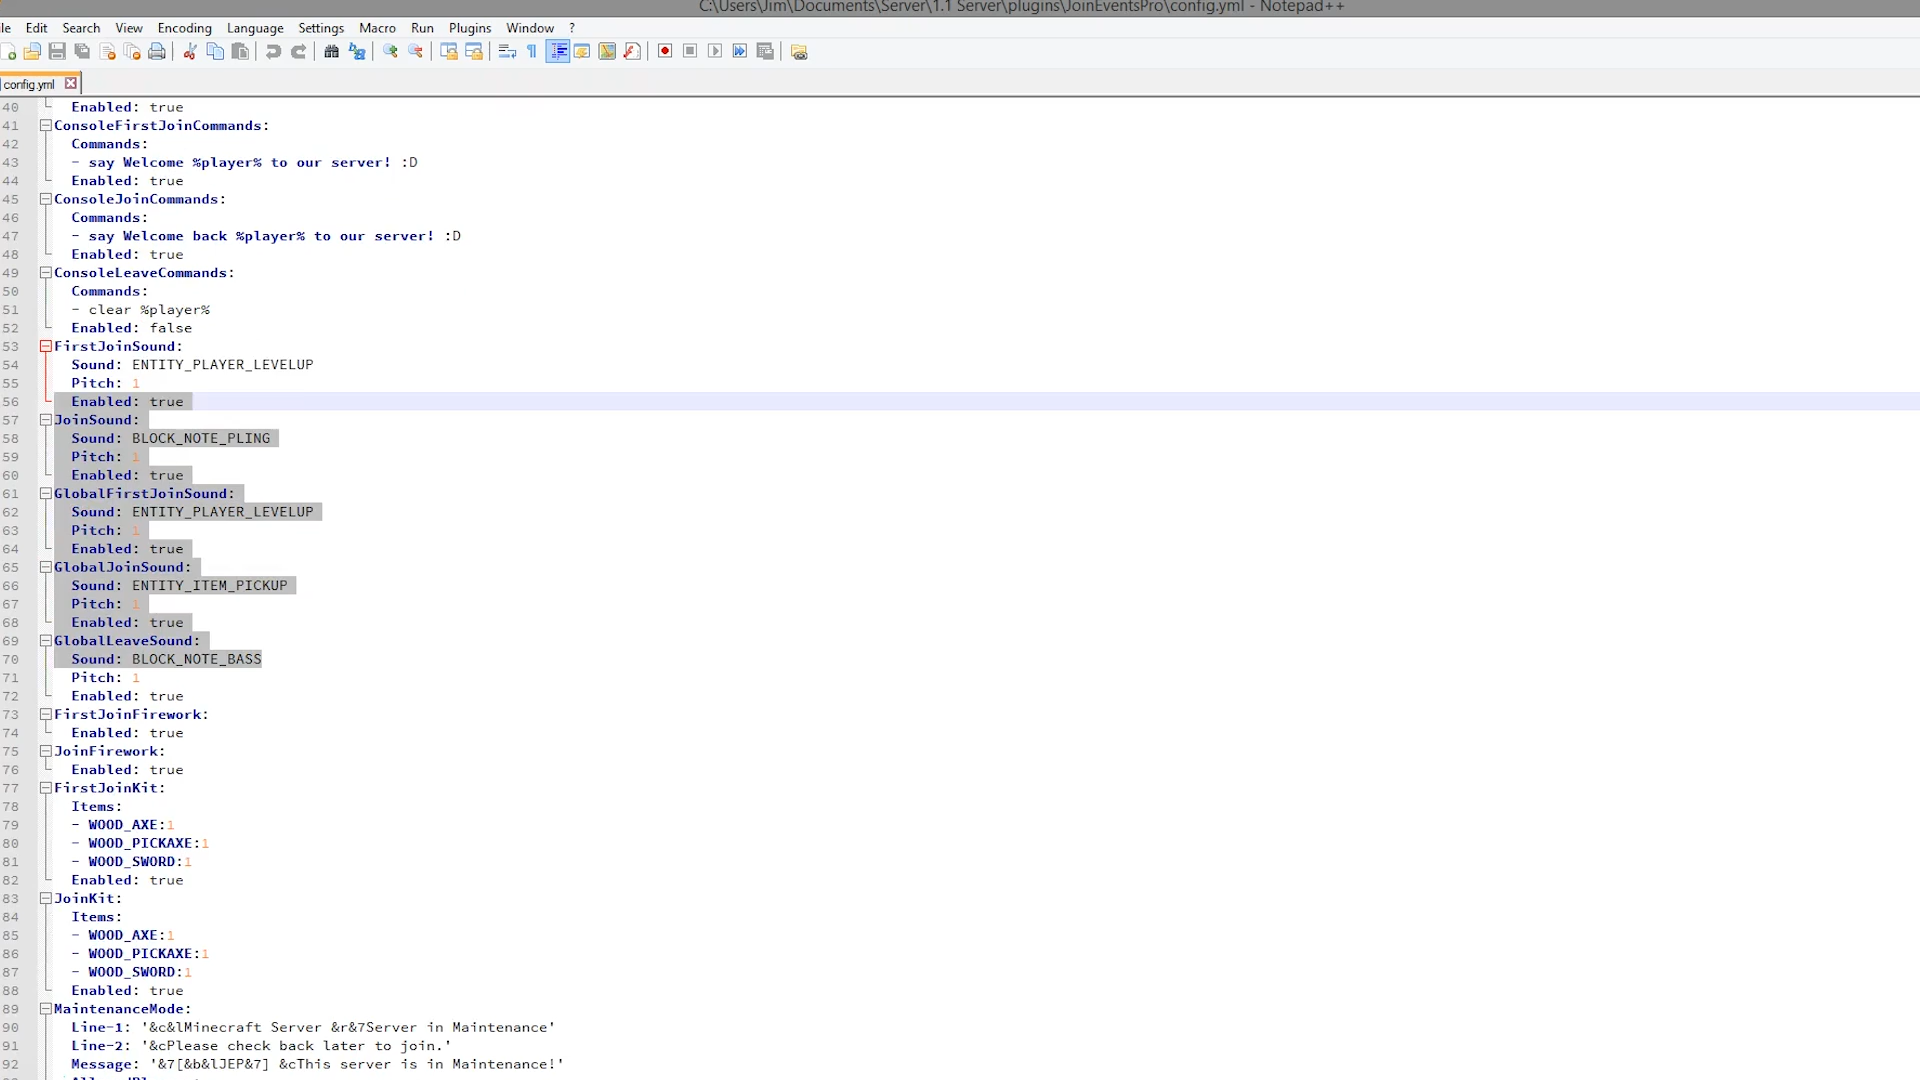 C:\Users\Jim\Documents\Server\1.1 Server\plugins\JoinEventsPro\config.yml - Notepad++
le Edit Search View Encoding Language Settings Macro Run Plugins Window ?
config.yml
40 Enabled: true
41 ConsoleFirstJoinCommands:
42 Commands:
43 - say Welcome %player% to our server! :D
44 Enabled: true
45 ConsoleJoinCommands:
46 Commands:
47 - say Welcome back %player% to our server! :D
48 Enabled: true
49 ConsoleLeaveCommands:
50 Commands:
51 - clear %player%
52 Enabled: false
53 FirstJoinSound:
54 Sound: ENTITY_PLAYER_LEVELUP
55 Pitch: 1
56 Enabled: true
57 JoinSound:
58 Sound: BLOCK_NOTE_PLING
59 Pitch: 1
60 Enabled: true
61 GlobalFirstJoinSound:
62 Sound: ENTITY_PLAYER_LEVELUP
63 Pitch: 1
64 Enabled: true
65 GlobalJoinSound:
66 Sound: ENTITY_ITEM_PICKUP
67 Pitch: 1
68 Enabled: true
69 GlobalLeaveSound:
70 Sound: BLOCK_NOTE_BASS
71 Pitch: 1
72 Enabled: true
73 FirstJoinFirework:
74 Enabled: true
75 JoinFirework:
76 Enabled: true
77 FirstJoinKit:
78 Items:
79 - WOOD_AXE:1
80 - WOOD_PICKAXE:1
81 - WOOD_SWORD:1
82 Enabled: true
83 JoinKit:
84 Items:
85 - WOOD_AXE:1
86 - WOOD_PICKAXE:1
87 - WOOD_SWORD:1
88 Enabled: true
89 MaintenanceMode:
90 Line-1: '&c&lMinecraft Server &r&7Server in Maintenance'
91 Line-2: '&cPlease check back later to join.'
92 Message: '&7[&b&lJEP&7] &cThis server is in Maintenance!'